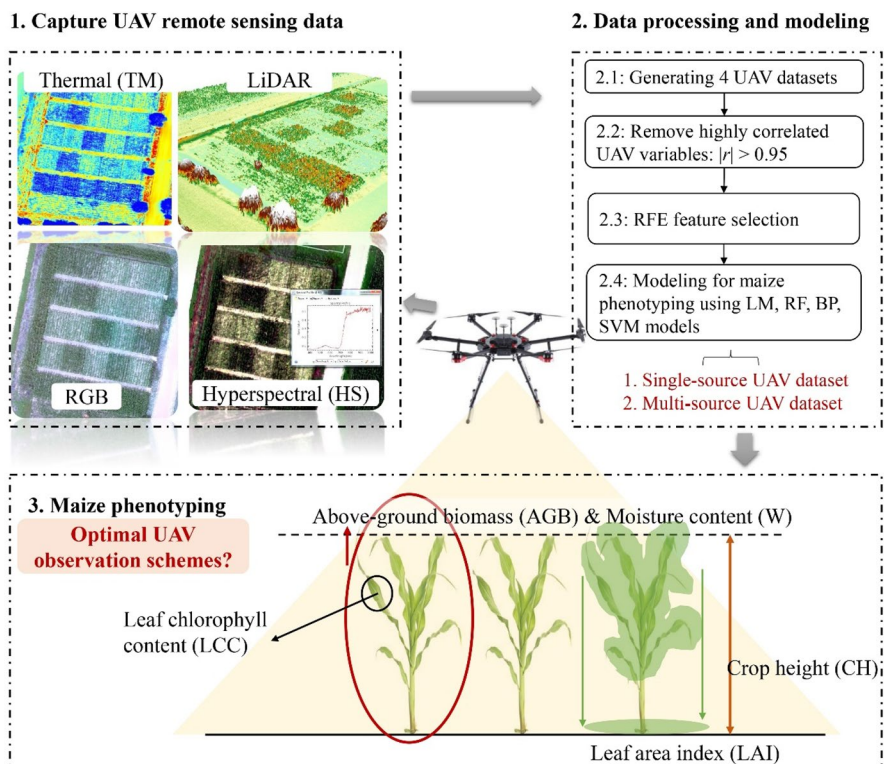 1. Capture UAV remote sensing data
Thermal (TM)
LiDAR
RGB
Hyperspectral (HS)
2. Data processing and modeling
2.1: Generating 4 UAV datasets
2.2: Remove highly correlated
UAV variables: |r| > 0.95
2.3: RFE feature selection
2.4: Modeling for maize
phenotyping using LM, RF, BP,
SVM models
1. Single-source UAV dataset
2. Multi-source UAV dataset
3. Maize phenotyping
Optimal UAV
observation schemes?
Above-ground biomass (AGB) & Moisture content (W)
Leaf chlorophyll
content (LCC)
Crop height (CH)
Leaf area index (LAI)